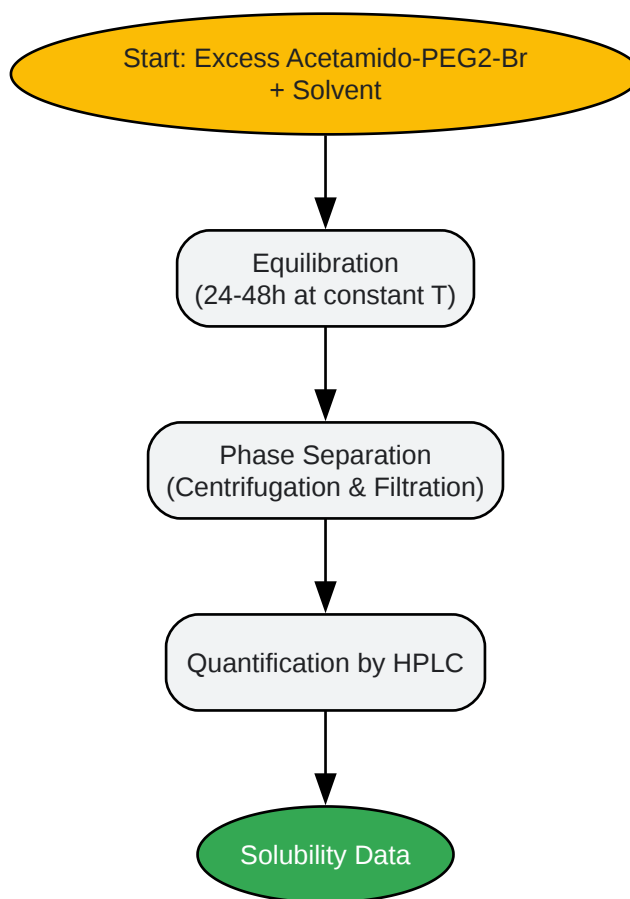 Start: Excess Acetamido-PEG2-Br
+ Solvent
Equilibration
(24-48h at constant T)
Phase Separation
(Centrifugation & Filtration)
Quantification by HPLC
Solubility Data